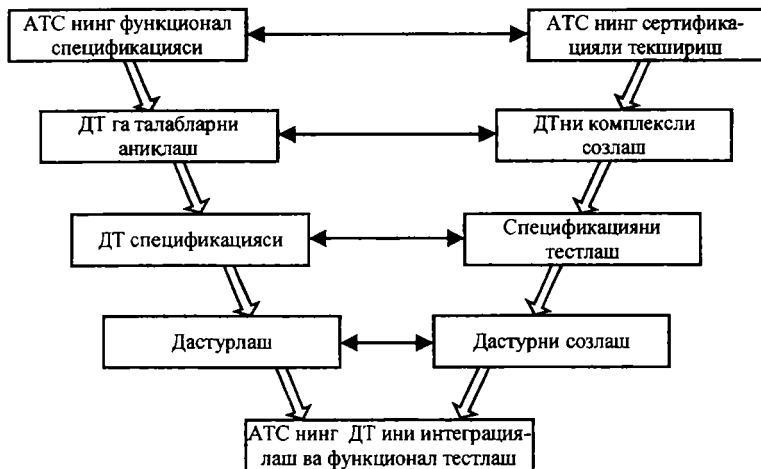 АТС нинг функционал
спецификацияси
АТС нинг сертифика-
цияли текшириш
ДТ га талабларни
аниклаш
ДТни комплексли
созлаш
ДТ спецификацияси
Спецификацияни
тестлаш
Дастурлаш
Дастурни созлаш
АТС нинг ДТ ини интеграция-
лаш ва функционал тестлаш